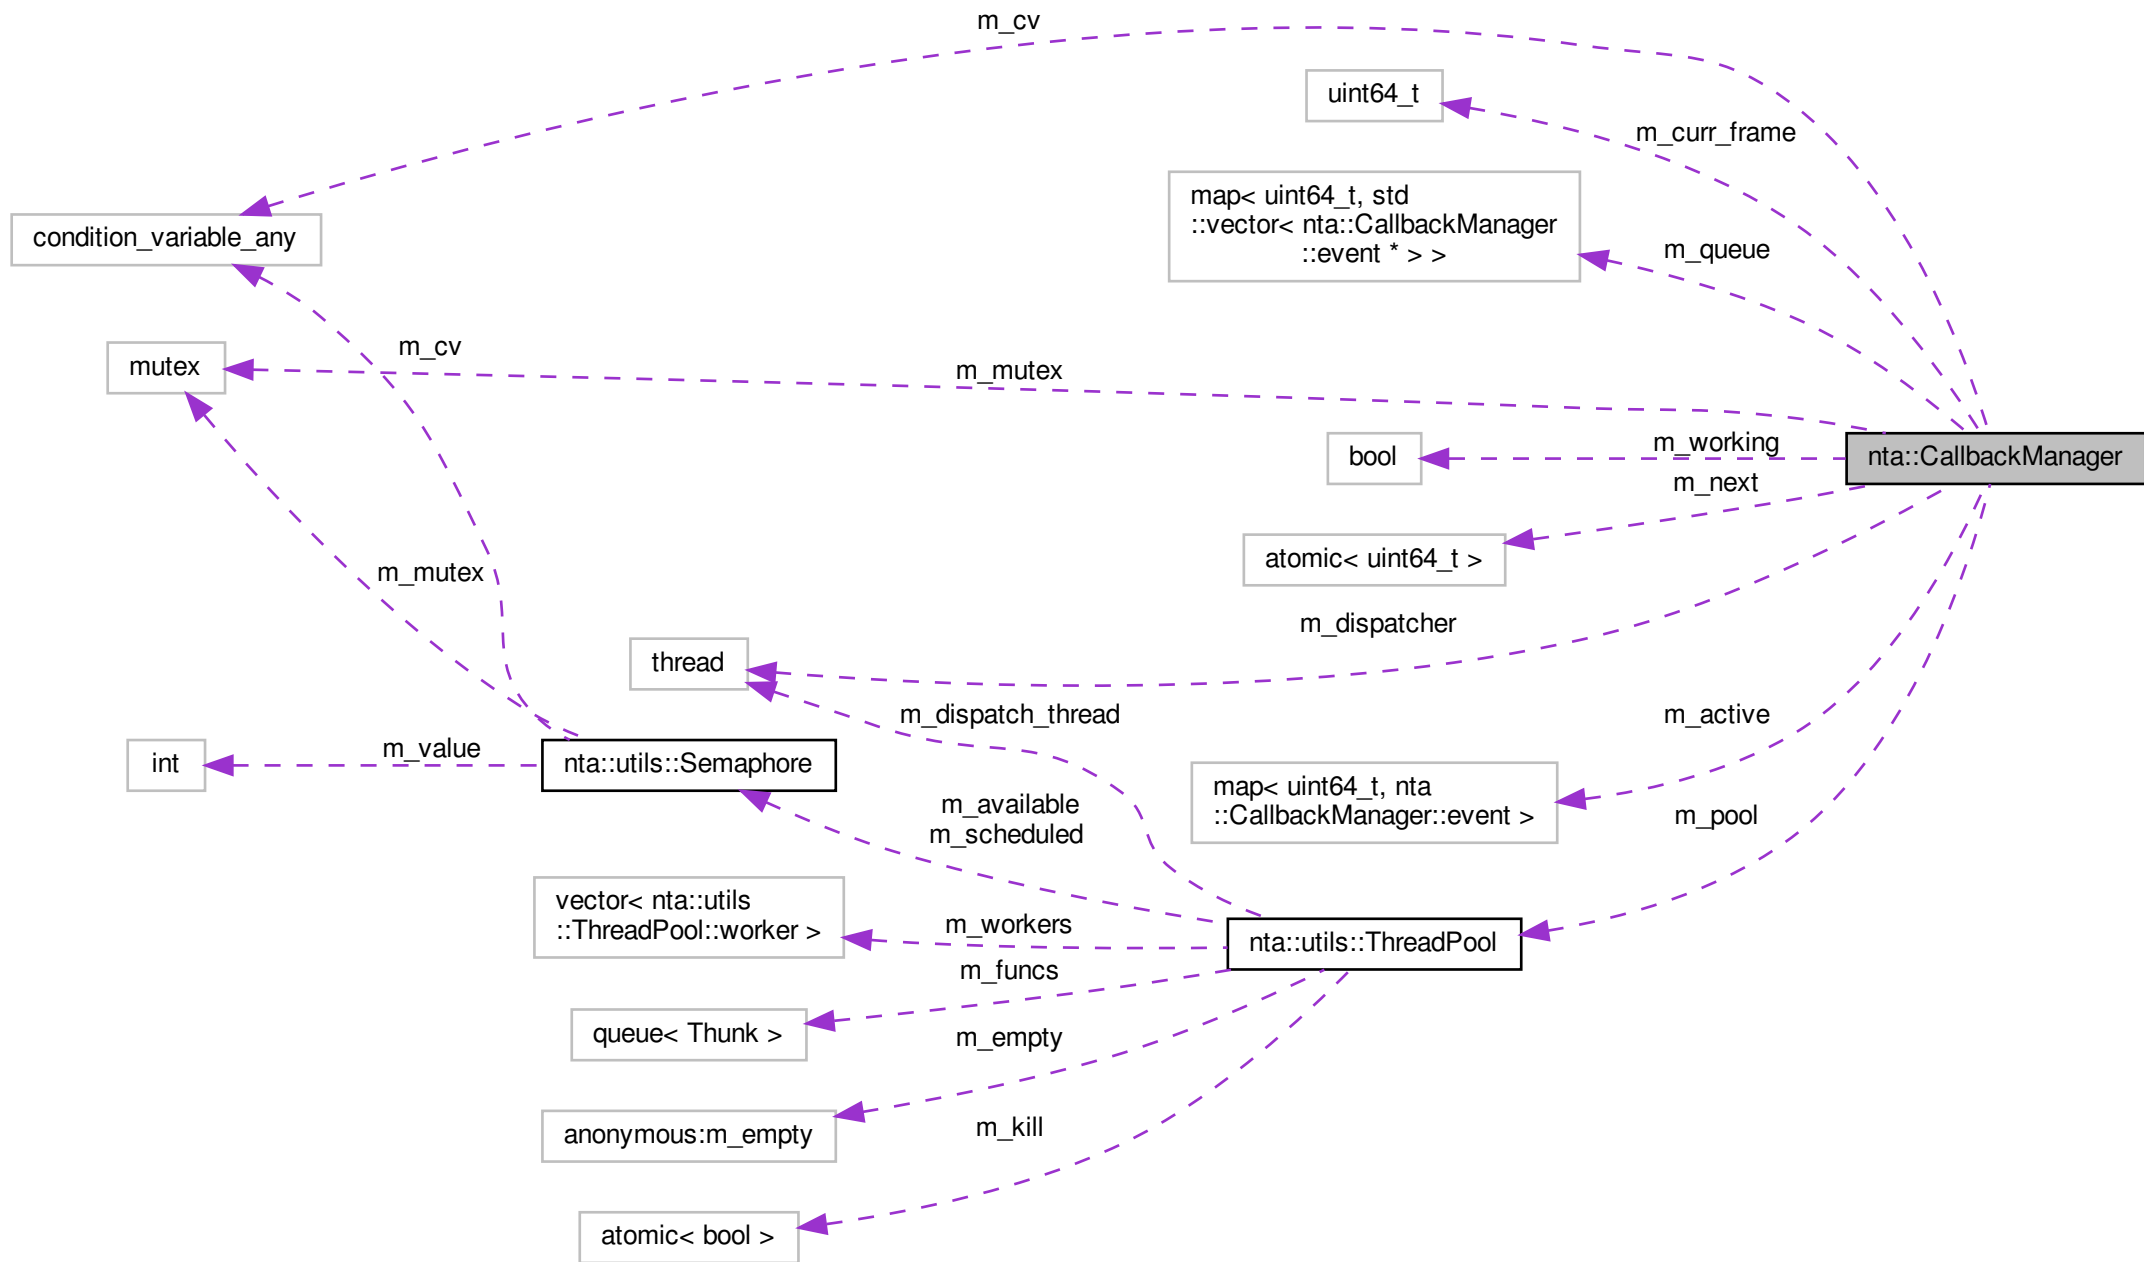 m_cv
uint64_t
m_curr_frame
map< uint64_t, std
::vector< nta::CallbackManager
::event * > >
m_queue
condition_variable_any
m_cv
mutex
m_mutex
bool
m_working
nta::CallbackManager
m_next
atomic< uint64_t >
m_mutex
m_dispatcher
thread
m_dispatch_thread
m_active
int
m_value
nta::utils::Semaphore
m_available
m_scheduled
map< uint64_t, nta
::CallbackManager::event >
m_pool
vector< nta::utils
::ThreadPool::worker >
m_workers
nta::utils::ThreadPool
m_funcs
queue< Thunk >
m_empty
anonymous:m_empty
m_kill
atomic< bool >